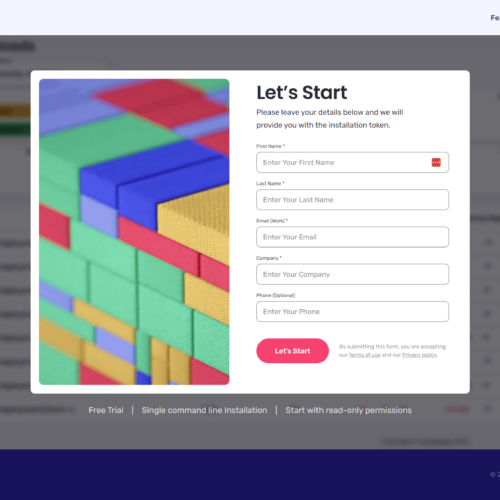 Let's Start
Please leave your details below and we will
provide you with the installation token.
First Name *
Enter Your First Name
Last Name *
Enter Your Last Name
Email (Work) *
Enter Your Email
Company *
Enter Your Company
Phone (Optional)
Enter Your Phone
Let's Start
By submitting this form, you are accepting
our Terms of use and our Privacy policy.
Free Trial | Single command line Installation | Start with read-only permissions